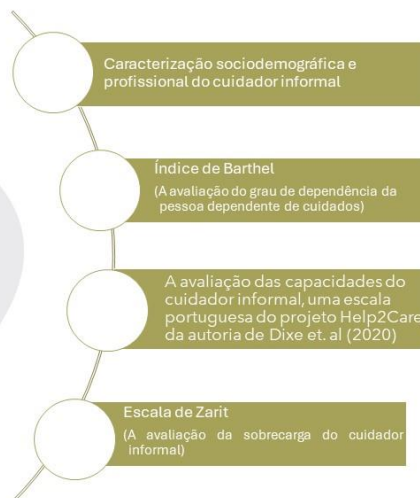 Caracterização sociodemográfica e
profissional do cuidador informal
Índice de Barthel
(A avaliação do grau de dependência da
pessoa dependente de cuidados)
A avaliação das capacidades do
cuidador informal, uma escala
portuguesa do projeto Help2Care
da autoria de Dixe et. al (2020)
Escala de Zarit
(A avaliação da sobrecarga do cuidador
informal)